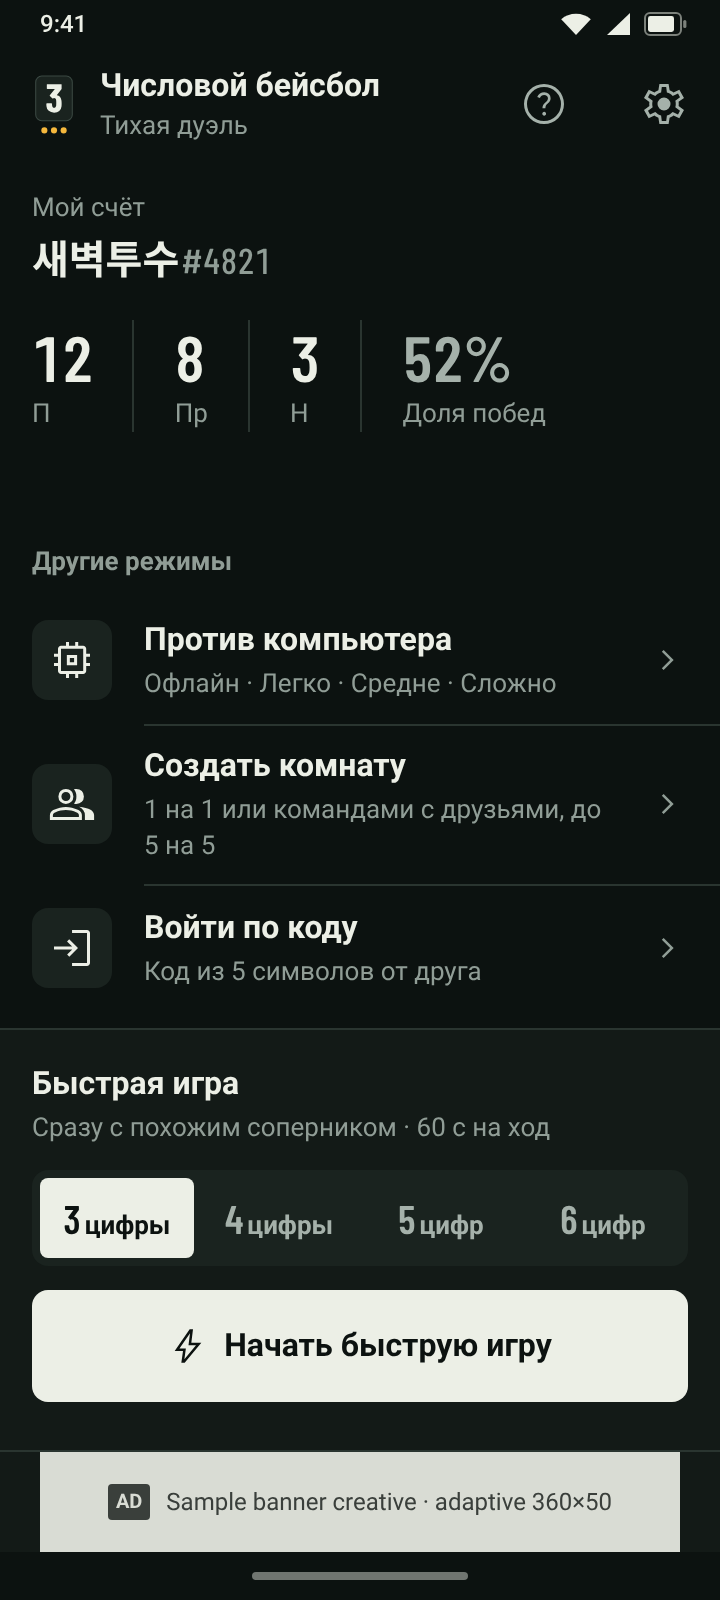 9:41
3
Числовой бейсбол
Тихая дуэль
Мой счёт
새벽투수#4821
12 8 3 52%
П Пр Н Доля побед
Другие режимы
Против компьютера
Офлайн · Легко · Средне · Сложно
Создать комнату
1 на 1 или командами с друзьями, до
5 на 5
Войти по коду
Код из 5 символов от друга
Быстрая игра
Сразу с похожим соперником · 60 с на ход
3 цифры 4 цифры 5 цифр 6 цифр
Начать быструю игру
AD Sample banner creative · adaptive 360×50